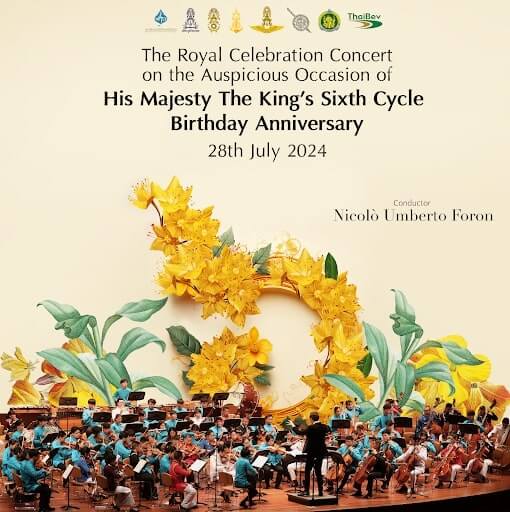 ThaiBev
The Royal Celebration Concert
on the Auspicious Occasion of
His Majesty The King's Sixth Cycle
Birthday Anniversary
28th July 2024
Conductor
Nicolò Umberto Foron